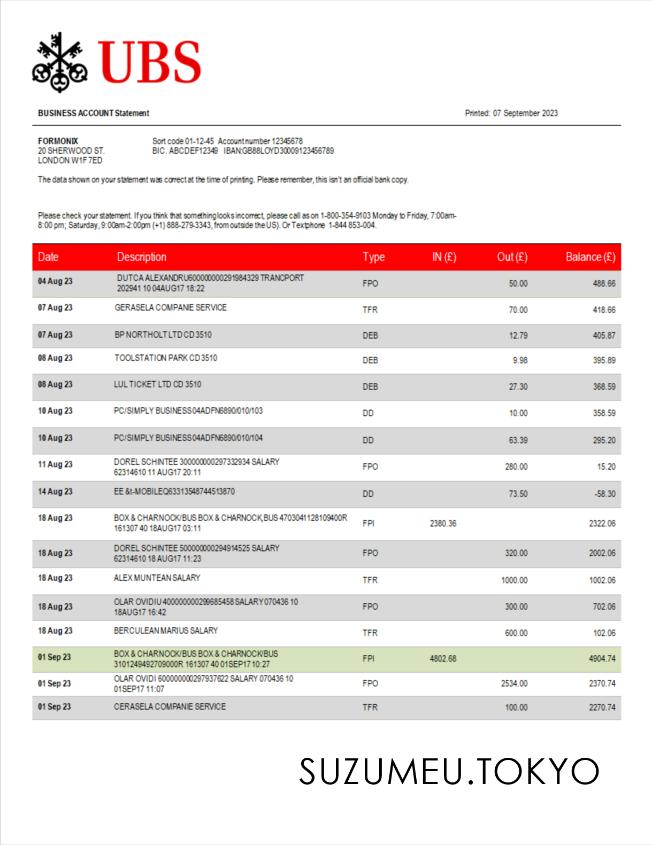 UBS
BUSINESS ACCOUNT Statement Printed: 07 September 2023
FORMONIX Sort code 01-12-45 Account number 12345678
20 SHERWOOD ST. BIC. ABCDEF12349 IBAN:GB88LOYD30009123456789
LONDON W1F 7ED
The data shown on your statement was correct at the time of printing. Please remember, this isn't an official bank copy.
Please check your statement. If you think that something looks incorrect, please call as on 1-800-354-9103 Monday to Friday, 7:00am-
8:00 pm; Saturday, 9:00am-2:00pm (+1) 888-279-3343, from outside the US). Or Textphone 1-844 853-004.
Date Description Type IN (£) Out (£) Balance (£)
04 Aug 23 DUTCA ALEXANDRU600000000291984329 TRANCPORT FPO 50.00 488.66
202941 10 04AUG17 18:22
07 Aug 23 GERASELA COMPANIE SERVICE TFR 70.00 418.66
07 Aug 23 BP NORTHOLT LTD CD 3510 DEB 12.79 405.87
08 Aug 23 TOOLSTATION PARK CD 3510 DEB 9.98 395.89
08 Aug 23 LUL TICKET LTD CD 3510 DEB 27.30 368.59
10 Aug 23 PC/SIMPLY BUSINESS04ADFN6890/010/103 DD 10.00 358.59
10 Aug 23 PC/SIMPLY BUSINESS04ADFN6890/010/104 DD 63.39 295.20
11 Aug 23 DOREL SCHINTEE 300000000297332934 SALARY FPO 280.00 15.20
62314610 11 AUG17 20:11
14 Aug 23 EE &t-MOBILEQ63313548744513870 DD 73.50 -58.30
18 Aug 23 BOX & CHARNOCK/BUS BOX & CHARNOCK,BUS 4703041128109400R FPI 2380.36 2322.06
161307 40 18AUG17 03:11
18 Aug 23 DOREL SCHINTEE 500000000294914525 SALARY FPO 320.00 2002.06
62314610 18 AUG17 11:23
18 Aug 23 ALEX MUNTEAN SALARY TFR 1000.00 1002.06
18 Aug 23 OLAR OVIDIU 400000000299685458 SALARY 070436 10 FPO 300.00 702.06
18AUG17 16:42
18 Aug 23 BERCULEAN MARIUS SALARY TFR 600.00 102.06
01 Sep 23 BOX & CHARNOCK/BUS BOX & CHARNOCK/BUS FPI 4802.68 4904.74
3101249492709000R 161307 40 01SEP17 10:27
01 Sep 23 OLAR OVIDI 600000000297937622 SALARY 070436 10 FPO 2534.00 2370.74
01SEP17 11:07
01 Sep 23 CERASELA COMPANIE SERVICE TFR 100.00 2270.74
SUZUMEU.TOKYO